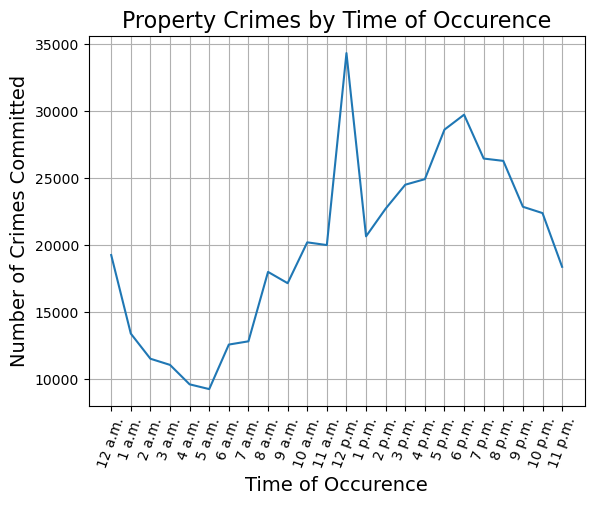 Property Crimes by Time of Occurence
Number of Crimes Committed
35000
30000
25000
20000
15000
10000
12 a.m.
1 a.m.
2 a.m.
3 a.m.
4 a.m.
5 a.m.
6 a.m.
7 a.m.
8 a.m.
9 a.m.
10 a.m.
11 a.m.
12 p.m.
1 p.m.
2 p.m.
3 p.m.
4 p.m.
5 p.m.
6 p.m.
7 p.m.
8 p.m.
9 p.m.
10 p.m.
11 p.m.
Time of Occurence